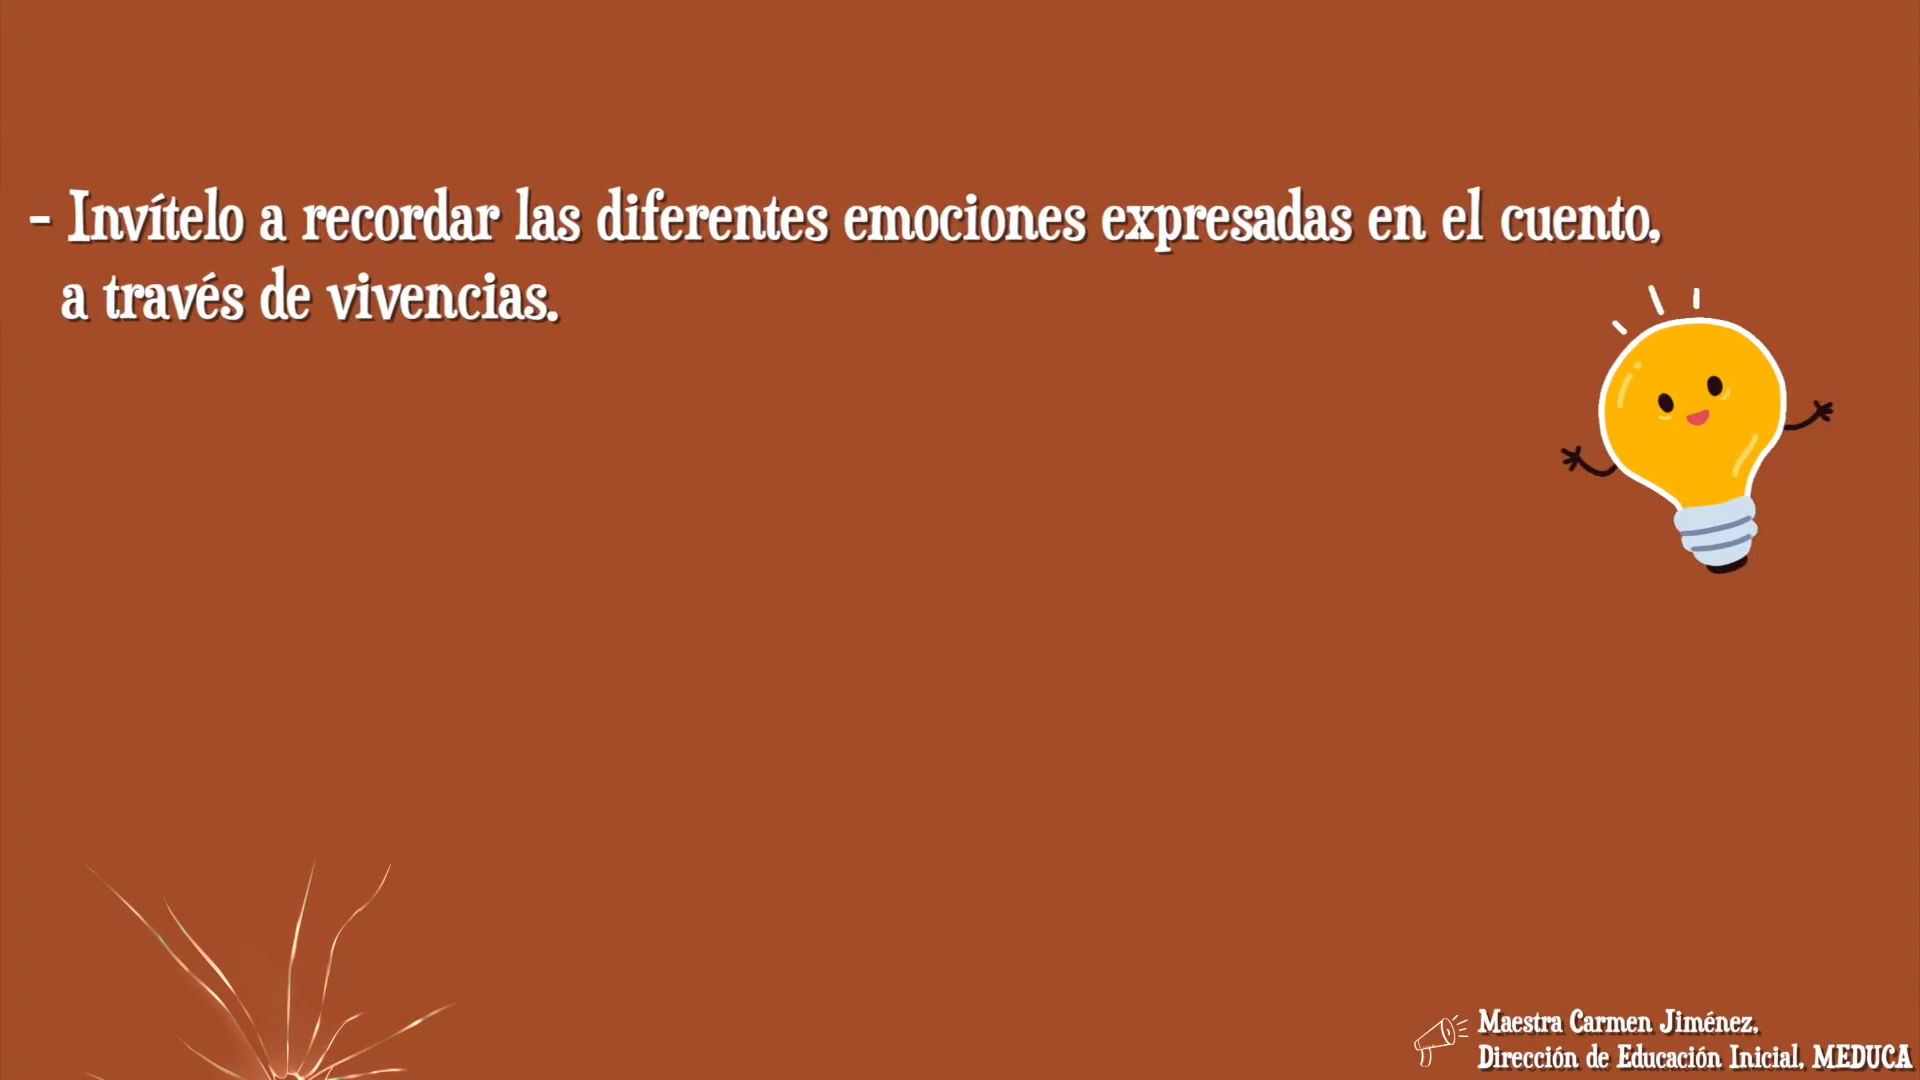 - Invítelo a recordar las diferentes emociones expresadas en el cuento,
a través de vivencias.
Maestra Carmen Jiménez,
Dirección de Educación Inicial, MEDUCA